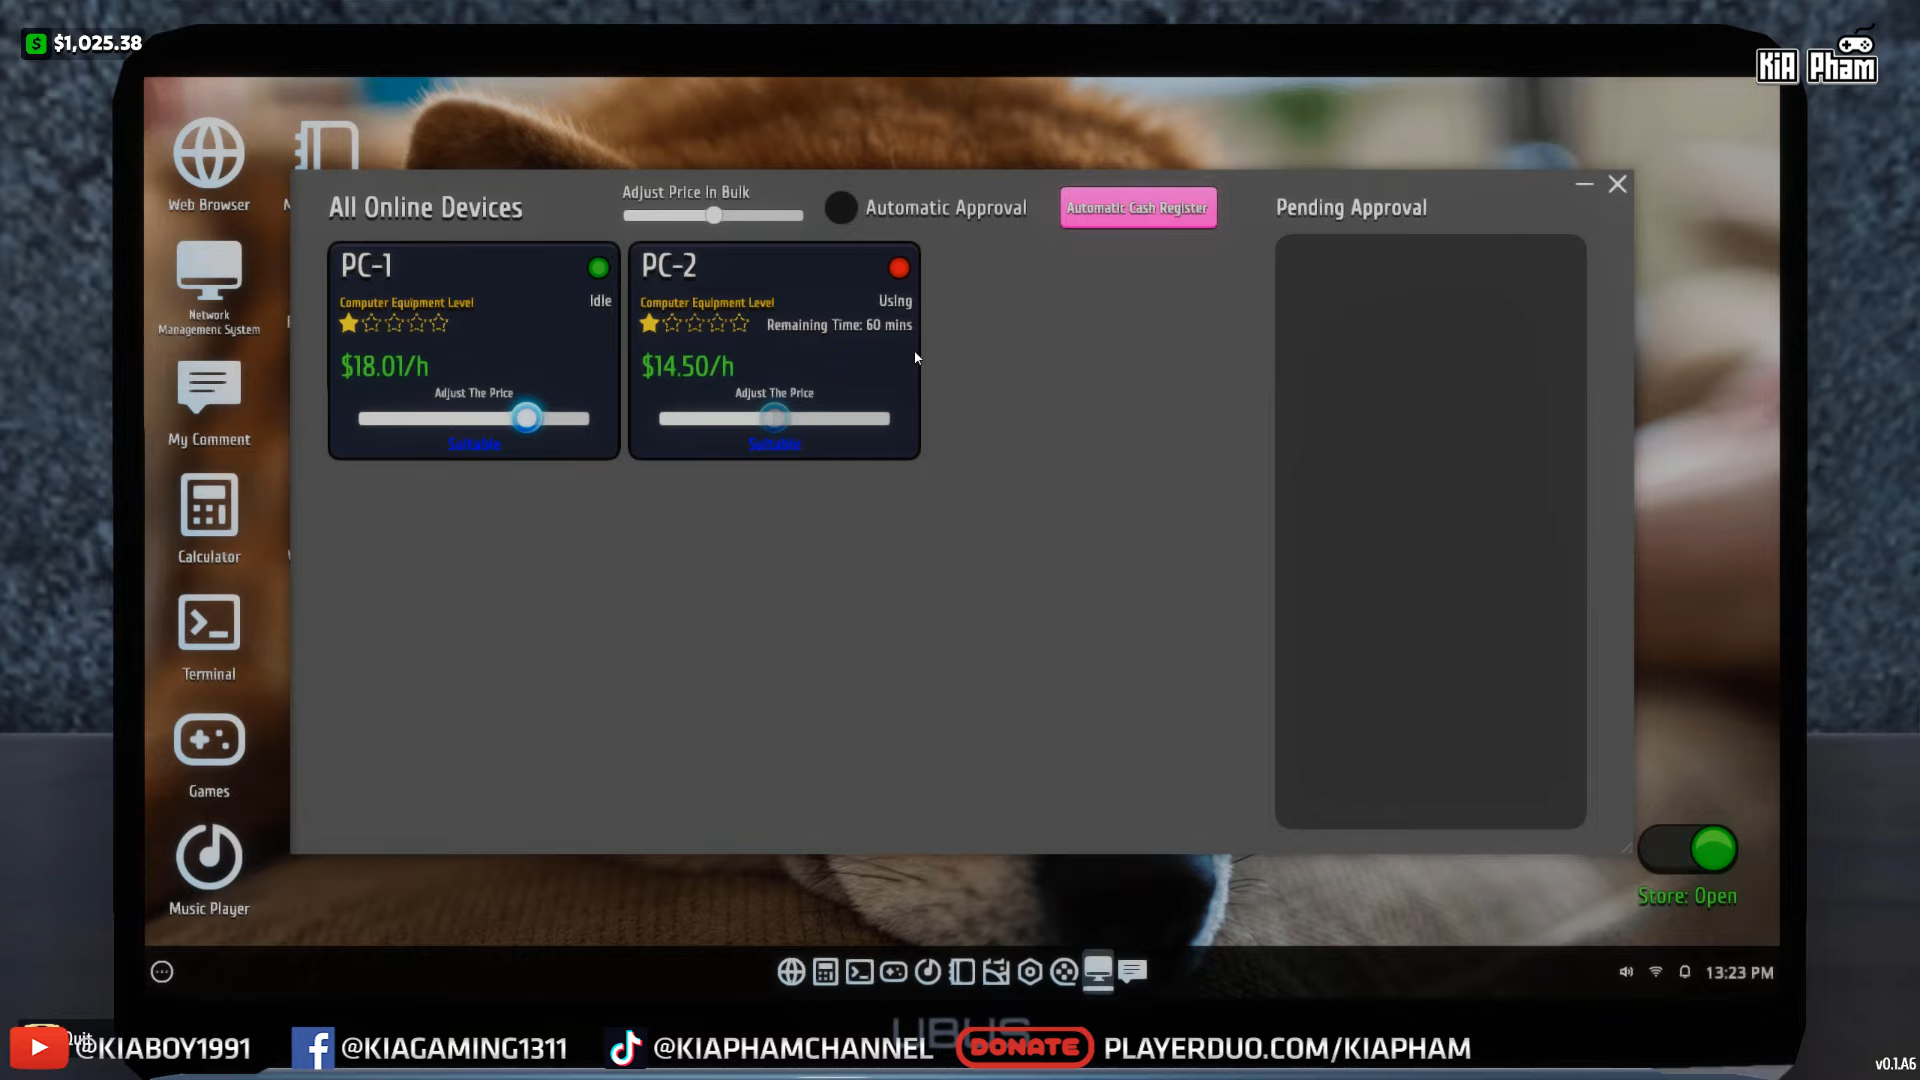 $1,025.38
KiA Pham
Web Browser
Network
Management System
My Comment
Calculator
Terminal
Games
Music Player
All Online Devices
Adjust Price In Bulk
Automatic Approval
Automatic Cash Register
Pending Approval
PC-1
Computer Equipment Level
Idle
$18.01/h
Adjust The Price
Suitable
PC-2
Computer Equipment Level
Using
Remaining Time: 60 mins
$14.50/h
Adjust The Price
Suitable
Store: Open
13:23 PM
Quit
@KIABOY1991
@KIAGAMING1311
@KIAPHAMCHANNEL
DONATE
PLAYERDUO.COM/KIAPHAM
v0.1.A6